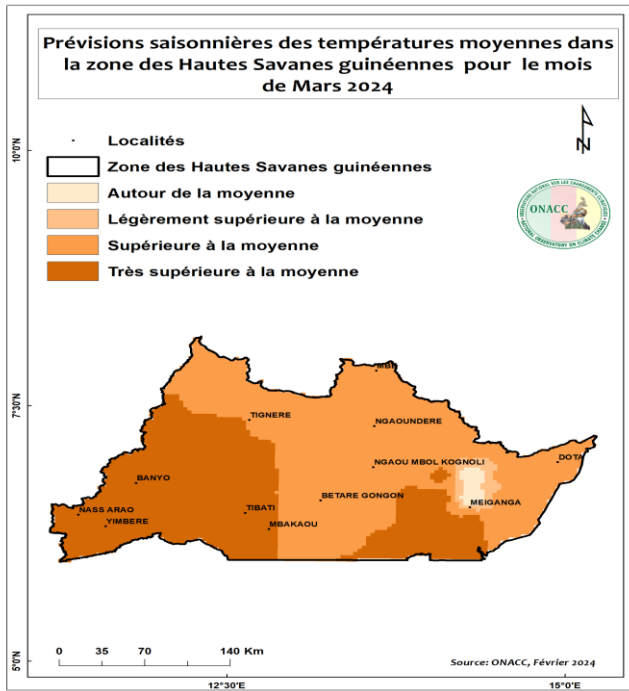 Prévisions saisonnières des températures moyennes dans
la zone des Hautes Savanes guinéennes pour le mois
de Mars 2024
N
10°0'N
Localités
Zone des Hautes Savanes guinéennes
Autour de la moyenne
Légèrement supérieure à la moyenne
Supérieure à la moyenne
Très supérieure à la moyenne
ONACC
7°30'N
TIGNERE
NGAOUNDERE
NGAOU MBOL KOGNOLI
DOTA
BANYO
BETARE GONGON
MEIGANGA
NASS ARAO
YIMBERE
TIBATI
MBAKAOU
0 35 70 140 Km
Source: ONACC, Février 2024
5°0'N
12°30'E
15°0'E